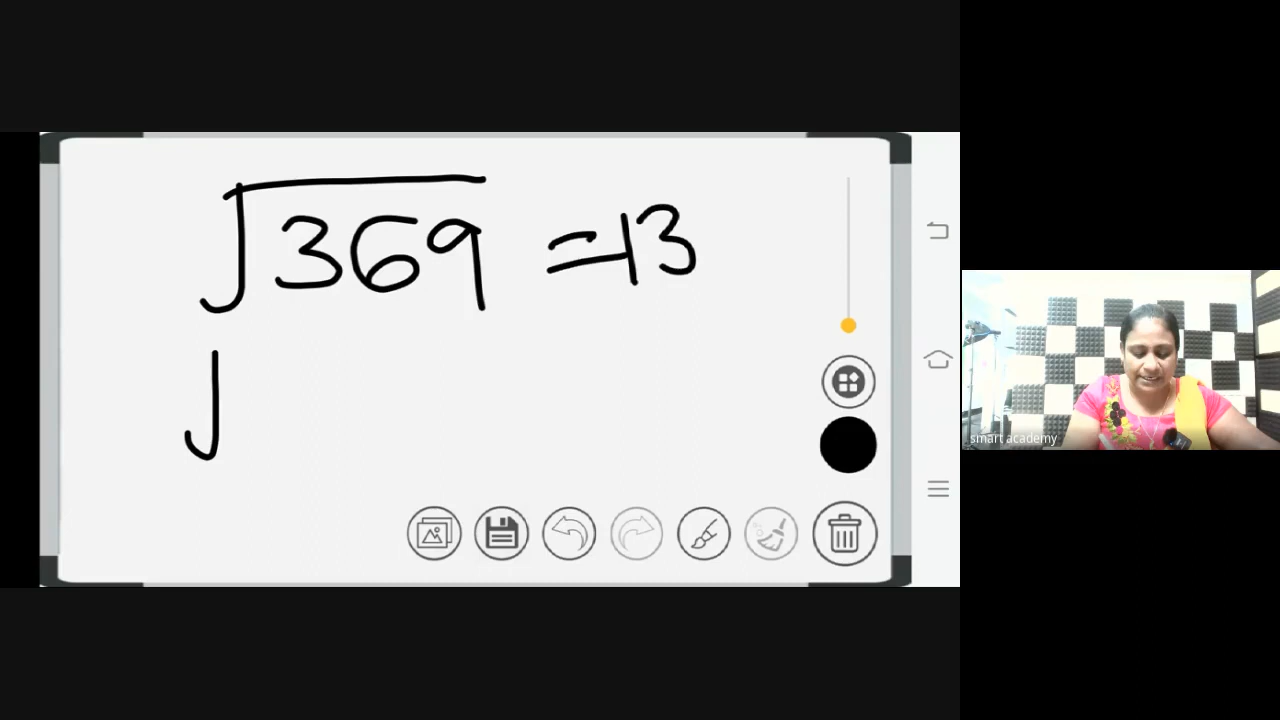 √369 = 13
√
smart academy